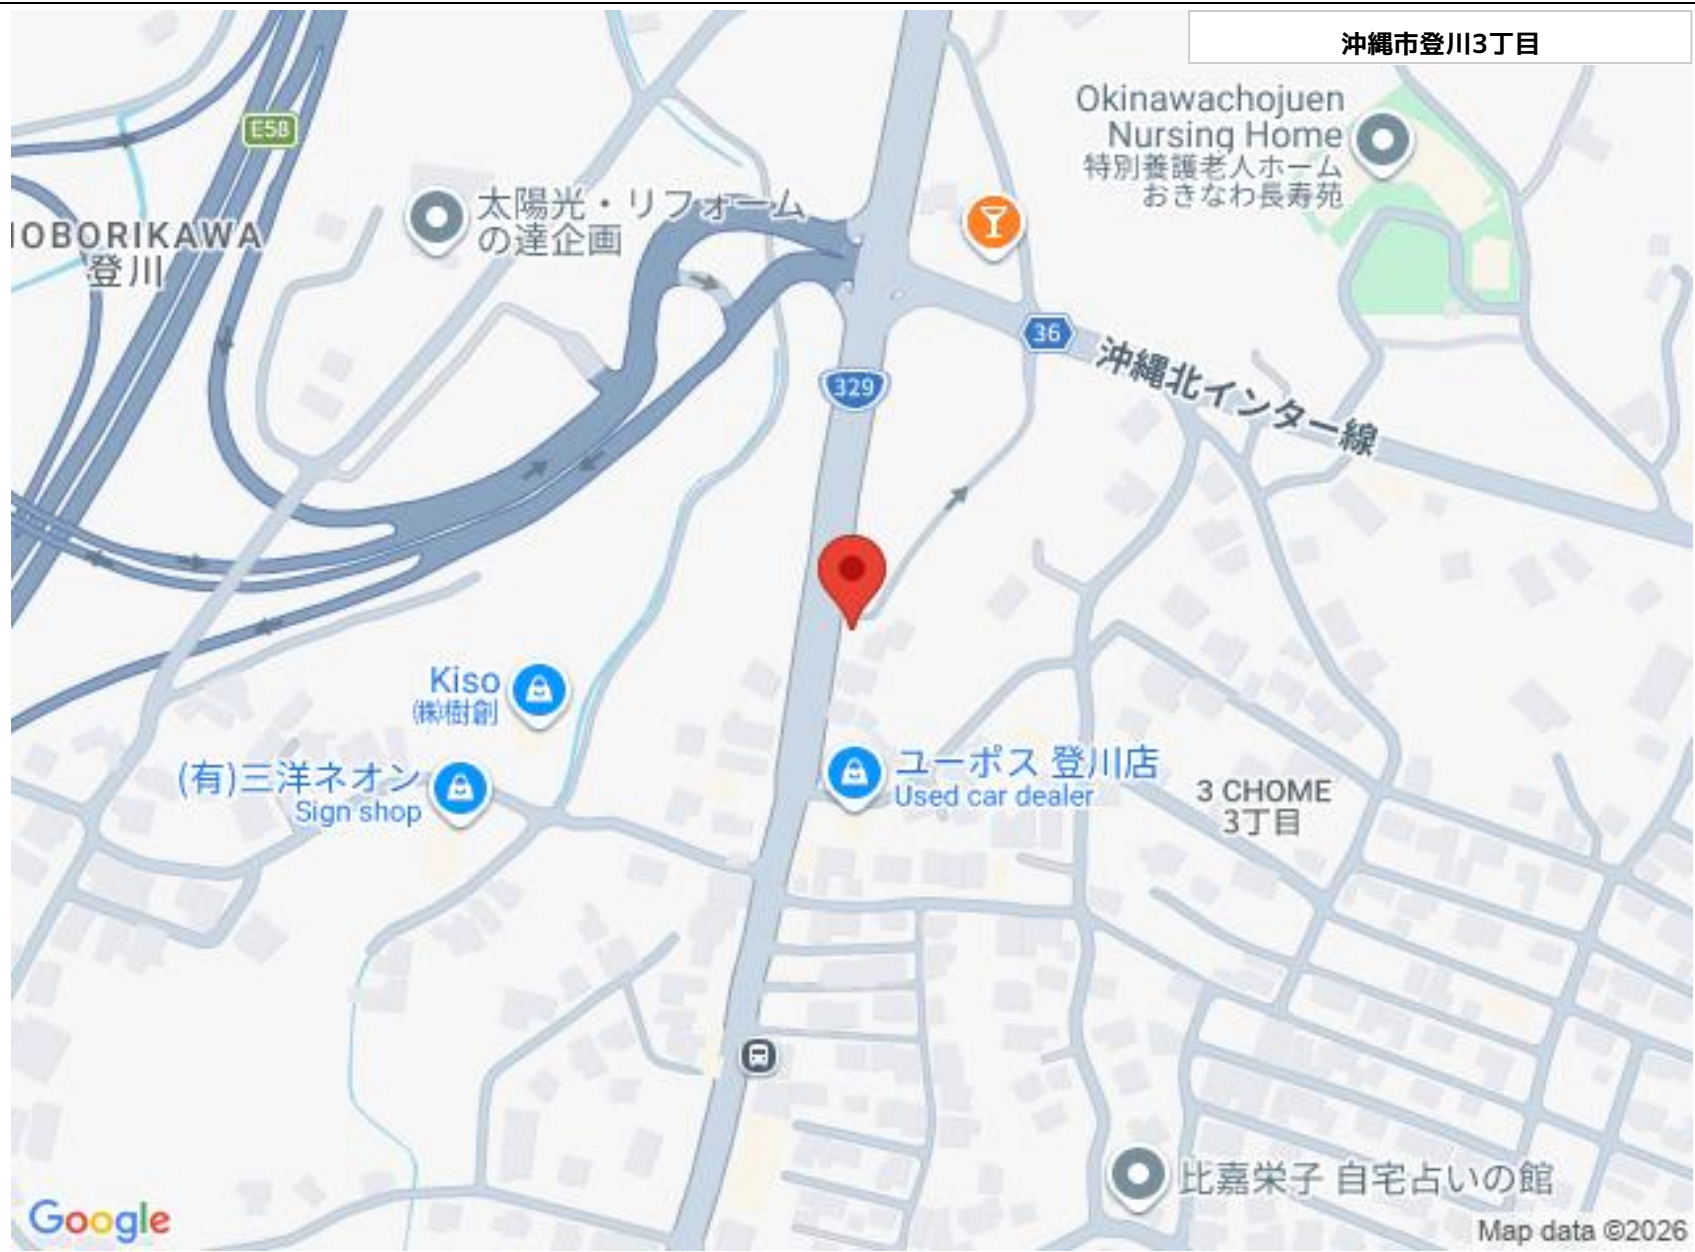 沖縄市登川3丁目
E58
Okinawachojuen
Nursing Home
特別養護老人ホーム
おきなわ長寿苑
太陽光・リフォーム
の達企画
OBORIKAWA
登川
36
沖縄北インター線
329
Kiso
㈱樹創
(有)三洋ネオン
Sign shop
ユーポス 登川店
Used car dealer
3 CHOME
3丁目
比嘉栄子 自宅占いの館
Google
Map data ©2026